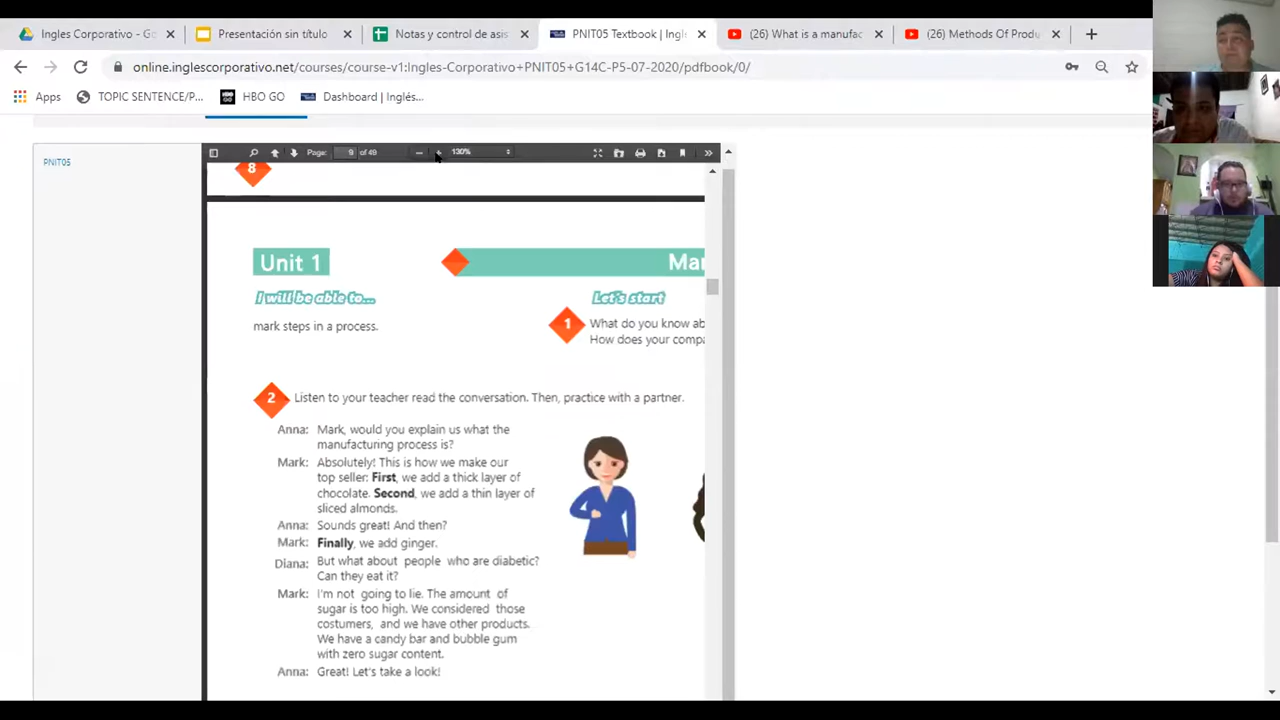 Ingles Corporativo - Go
Presentación sin título
Notas y control de asis
PNIT05 Textbook | Ingl
(26) What is a manufac
(26) Methods Of Produ
online.inglescorporativo.net/courses/course-v1:Ingles-Corporativo+PNIT05+G14C-P5-07-2020/pdfbook/0/
Apps
TOPIC SENTENCE/P...
HBO GO
Dashboard | Inglés...
PNIT05
Page: 9 of 49
130%
8
Unit 1
Mar
I will be able to...
Let's start
mark steps in a process.
1
What do you know ab
How does your compa
2
Listen to your teacher read the conversation. Then, practice with a partner.
Anna: Mark, would you explain us what the
manufacturing process is?
Mark: Absolutely! This is how we make our
top seller: First, we add a thick layer of
chocolate. Second, we add a thin layer of
sliced almonds.
Anna: Sounds great! And then?
Mark: Finally, we add ginger.
Diana: But what about people who are diabetic?
Can they eat it?
Mark: I'm not going to lie. The amount of
sugar is too high. We considered those
costumers, and we have other products.
We have a candy bar and bubble gum
with zero sugar content.
Anna: Great! Let's take a look!